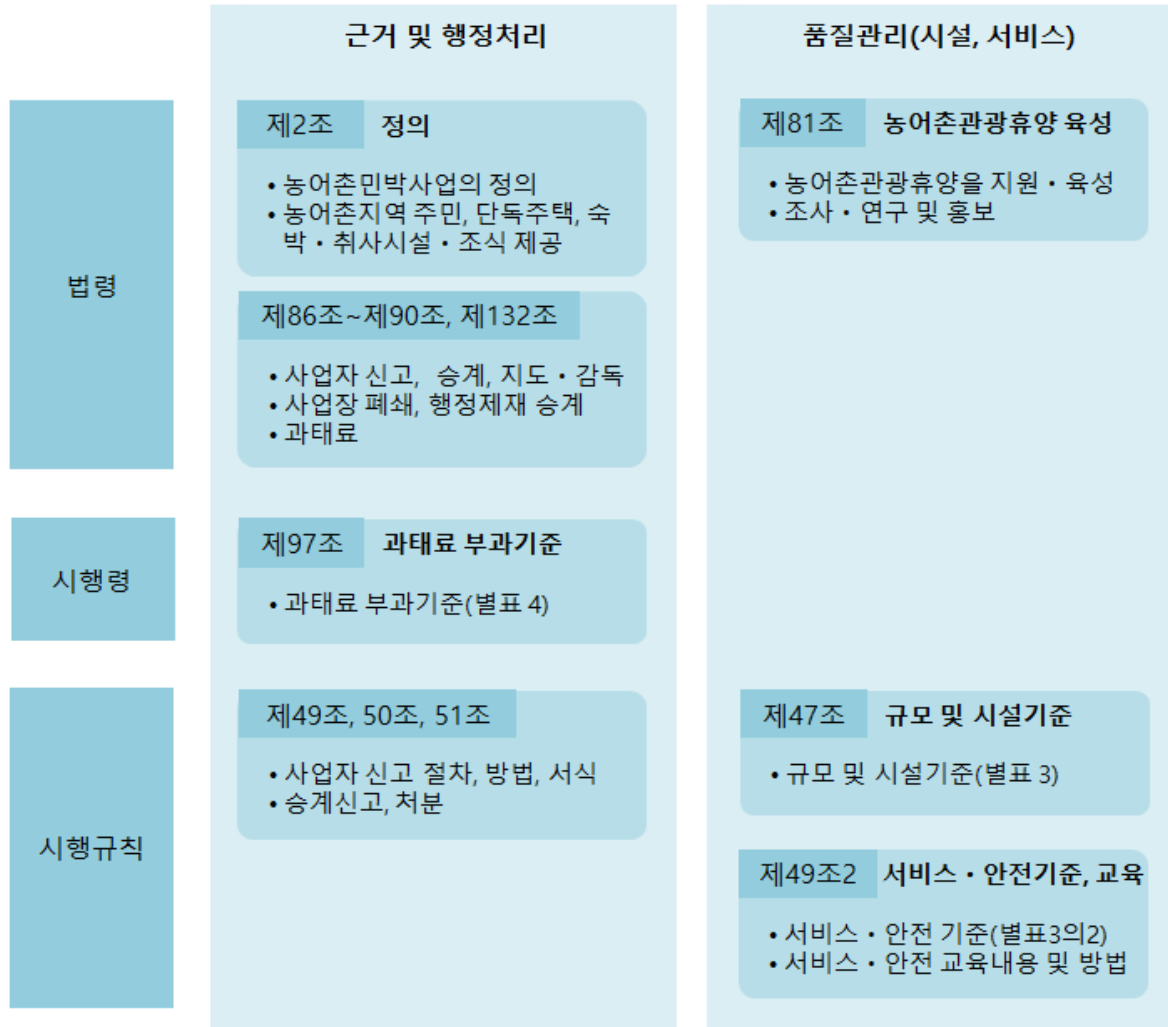 근거 및 행정처리
품질관리(시설, 서비스)
법령
제2조 정의
• 농어촌민박사업의 정의
• 농어촌지역 주민, 단독주택, 숙
박・취사시설・조식 제공
제86조~제90조, 제132조
• 사업자 신고, 승계, 지도・감독
• 사업장 폐쇄, 행정제재 승계
• 과태료
제81조 농어촌관광휴양 육성
• 농어촌관광휴양을 지원・육성
• 조사・연구 및 홍보
시행령
제97조 과태료 부과기준
• 과태료 부과기준(별표 4)
시행규칙
제49조, 50조, 51조
• 사업자 신고 절차, 방법, 서식
• 승계신고, 처분
제47조 규모 및 시설기준
• 규모 및 시설기준(별표 3)
제49조2 서비스・안전기준, 교육
• 서비스・안전 기준(별표3의2)
• 서비스・안전 교육내용 및 방법